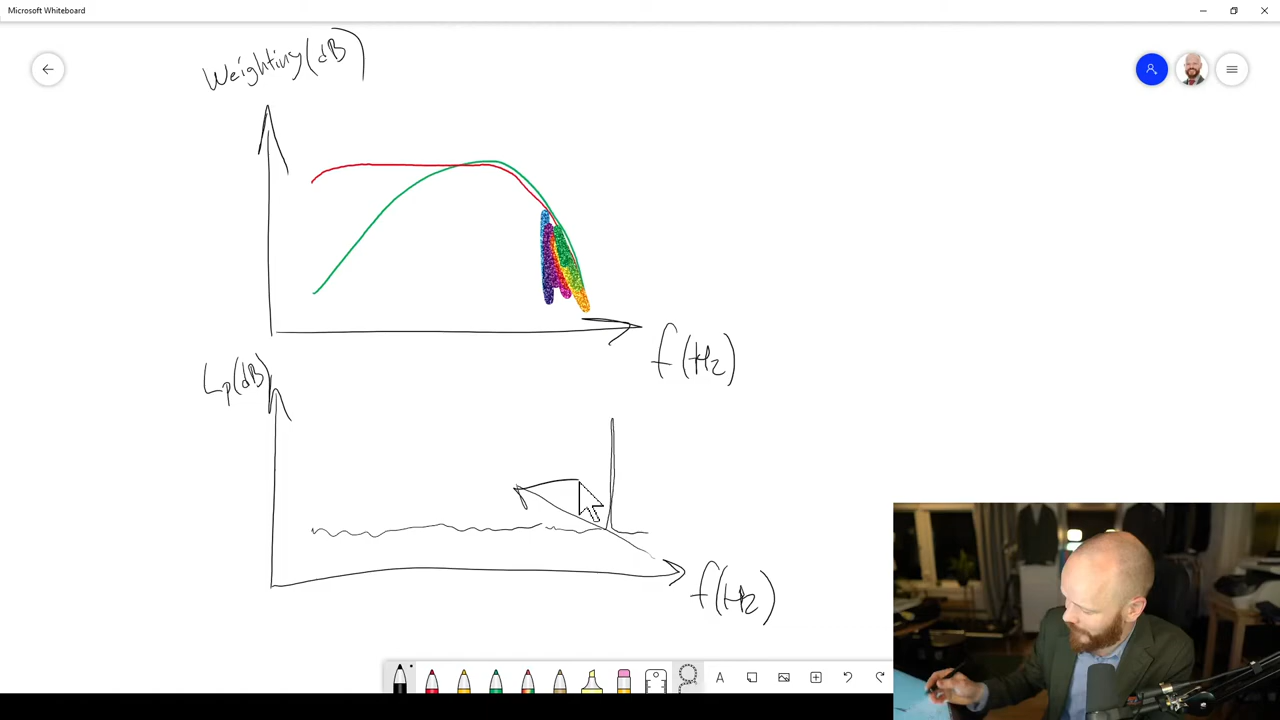 Microsoft Whiteboard
Weighting (dB)
f (Hz)
Lp (dB)
f (Hz)
A